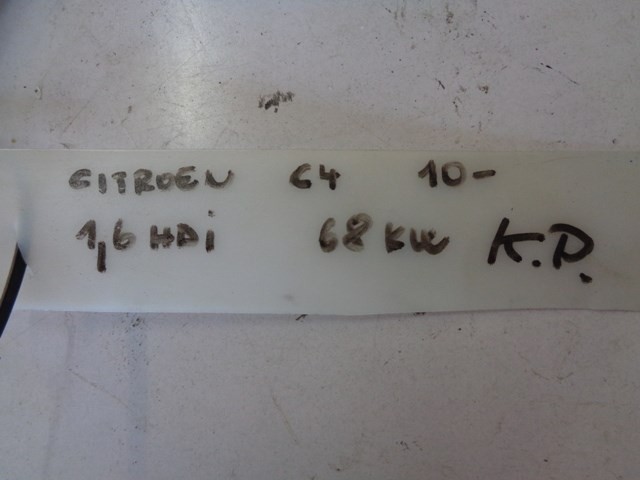 CITROEN C4 10-
1,6 HDi 68 KW K.P.